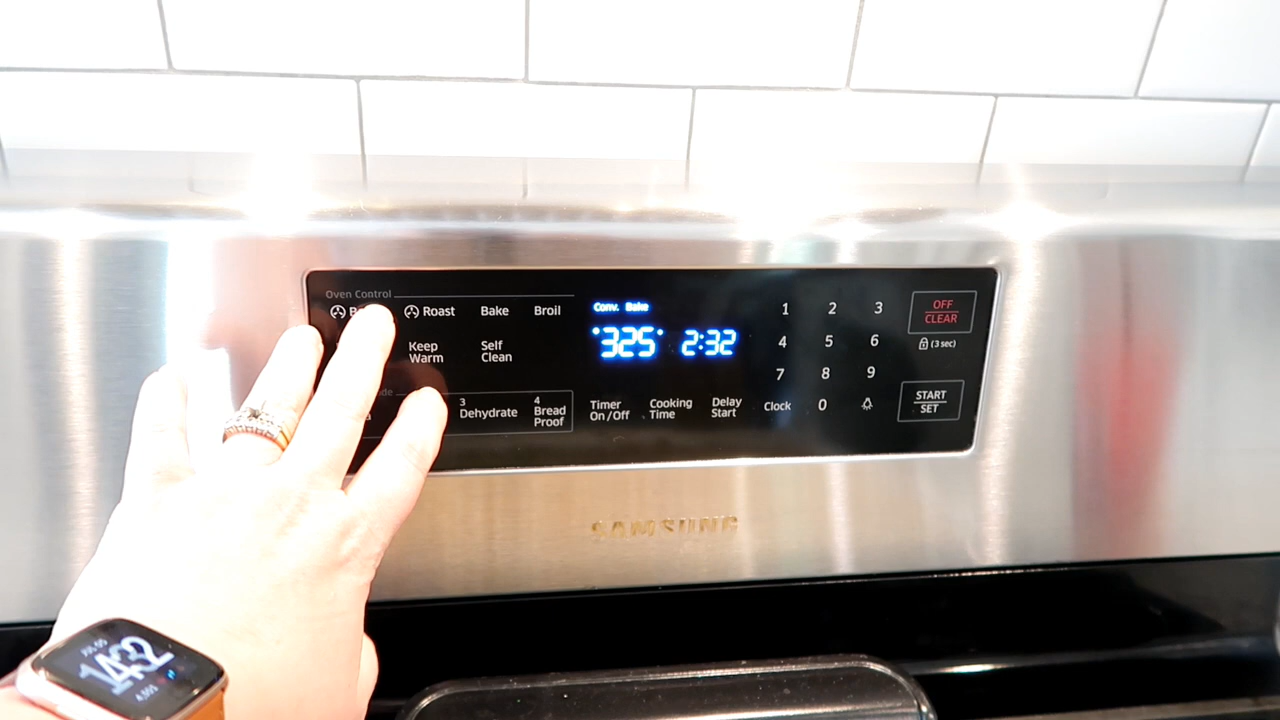 Oven Control
Roast Bake Broil
Keep
Warm
Self
Clean
3
Dehydrate
4
Bread
Proof
Conv. Bake
325 2:32
Timer
On/Off
Cooking
Time
Delay
Start
1 2 3
4 5 6
7 8 9
Clock 0
OFF
CLEAR
(3 sec)
START
SET
SAMSUNG
1432